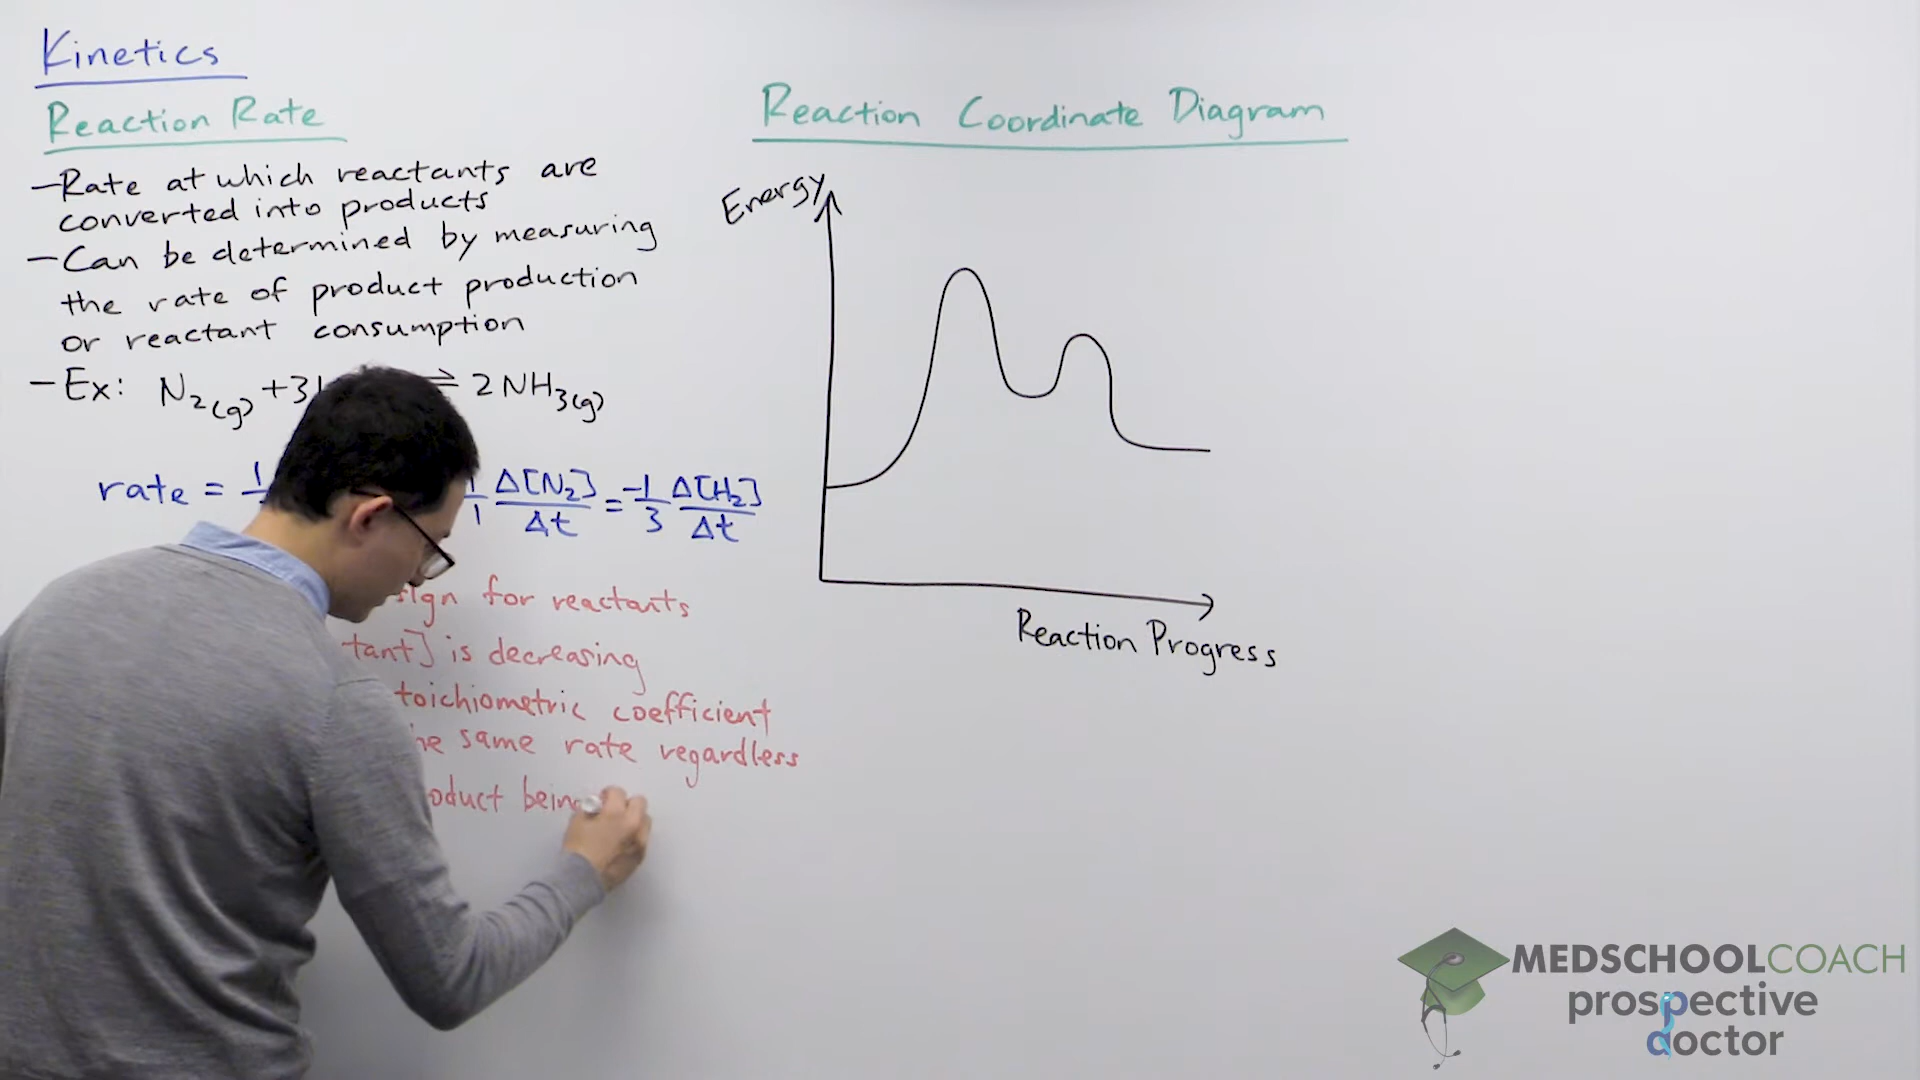 Kinetics
Reaction Rate
-Rate at which reactants are
converted into products
-Can be determined by measuring
the rate of product production
or reactant consumption
-Ex: N₂(g) +3 ⇌ 2NH₃(g)
rate = 1 1/1 Δ[N₂]/Δt = -1/3 Δ[H₂]/Δt
sign for reactants
tant] is decreasing
toichiometric coefficient
same rate regardless
oduct being
Reaction Coordinate Diagram
Energy
Reaction Progress
MEDSCHOOLCOACH
prospective
doctor